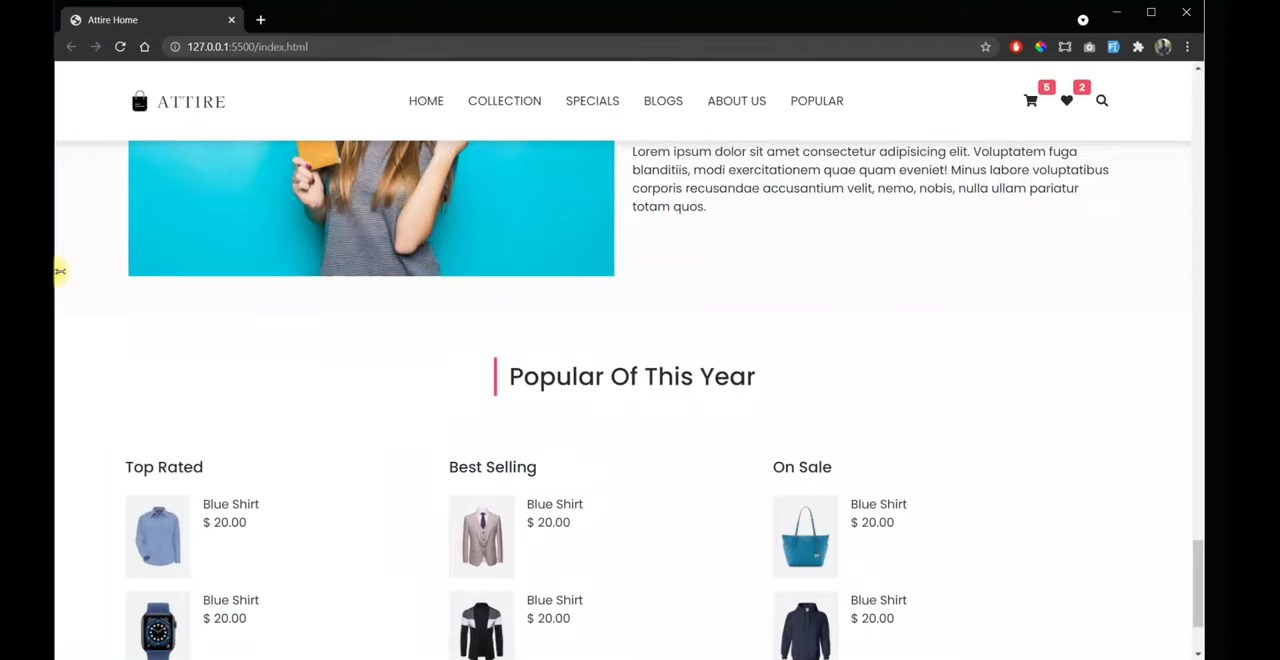 Attire Home
127.0.0.1:5500/index.html
ATTIRE
HOME COLLECTION SPECIALS BLOGS ABOUT US POPULAR
5 2
Lorem ipsum dolor sit amet consectetur adipisicing elit. Voluptatem fuga
blanditiis, modi exercitationem quae quam eveniet! Minus labore voluptatibus
corporis recusandae accusantium velit, nemo, nobis, nulla ullam pariatur
totam quos.
Popular Of This Year
Top Rated Best Selling On Sale
Blue Shirt Blue Shirt Blue Shirt
$ 20.00 $ 20.00 $ 20.00
Blue Shirt Blue Shirt Blue Shirt
$ 20.00 $ 20.00 $ 20.00